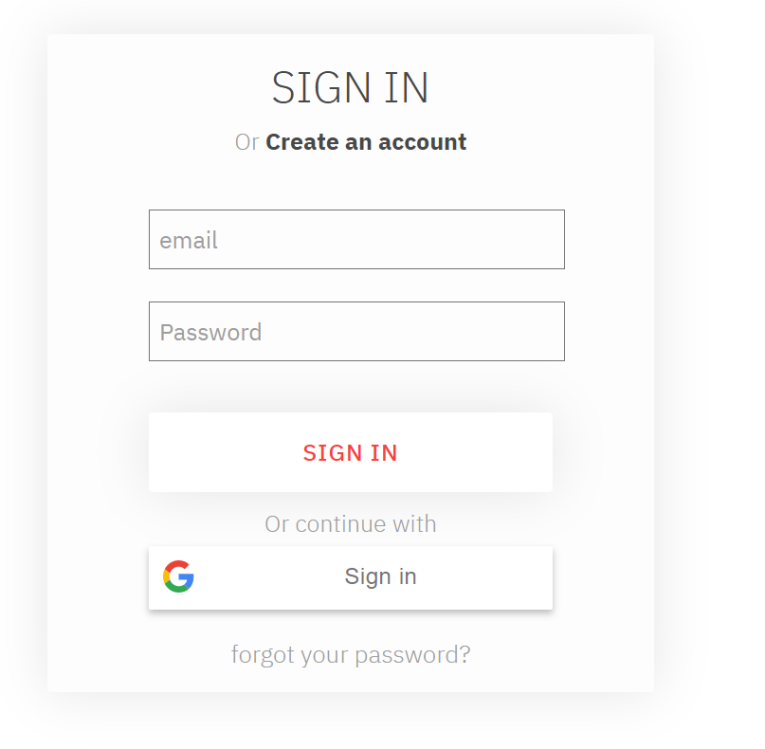 SIGN IN
Or Create an account
email
Password
SIGN IN
Or continue with
Sign in
forgot your password?